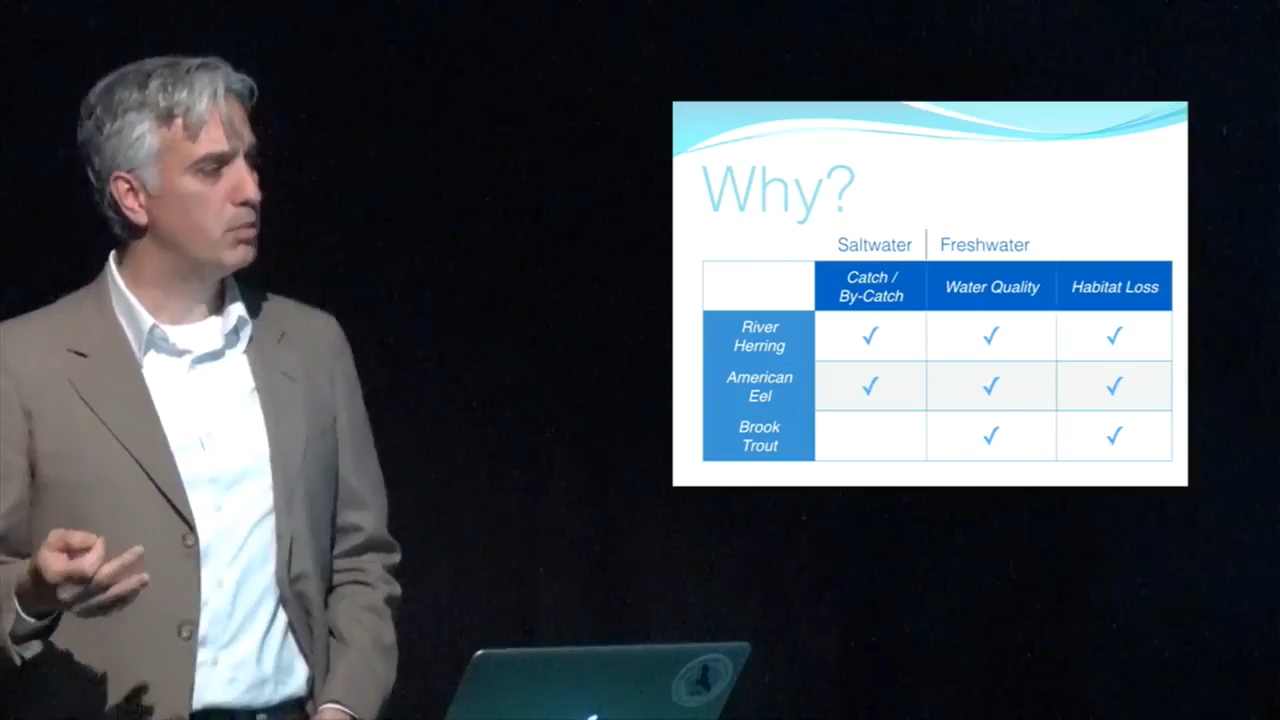 Why?
Saltwater Freshwater
Catch /
By-Catch
Water Quality
Habitat Loss
River
Herring
✓ ✓ ✓
American
Eel
✓ ✓ ✓
Brook
Trout
✓ ✓